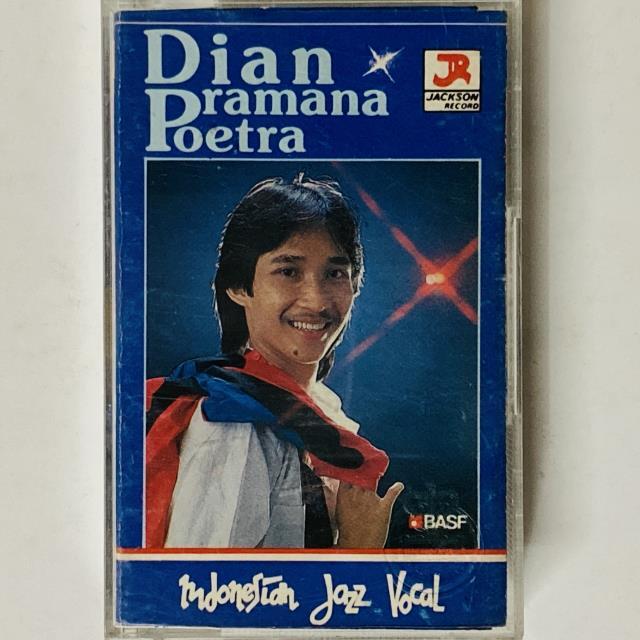 Dian
Pramana
Poetra
JR
JACKSON
RECORD
BASF
Indonesian Jazz Vocal